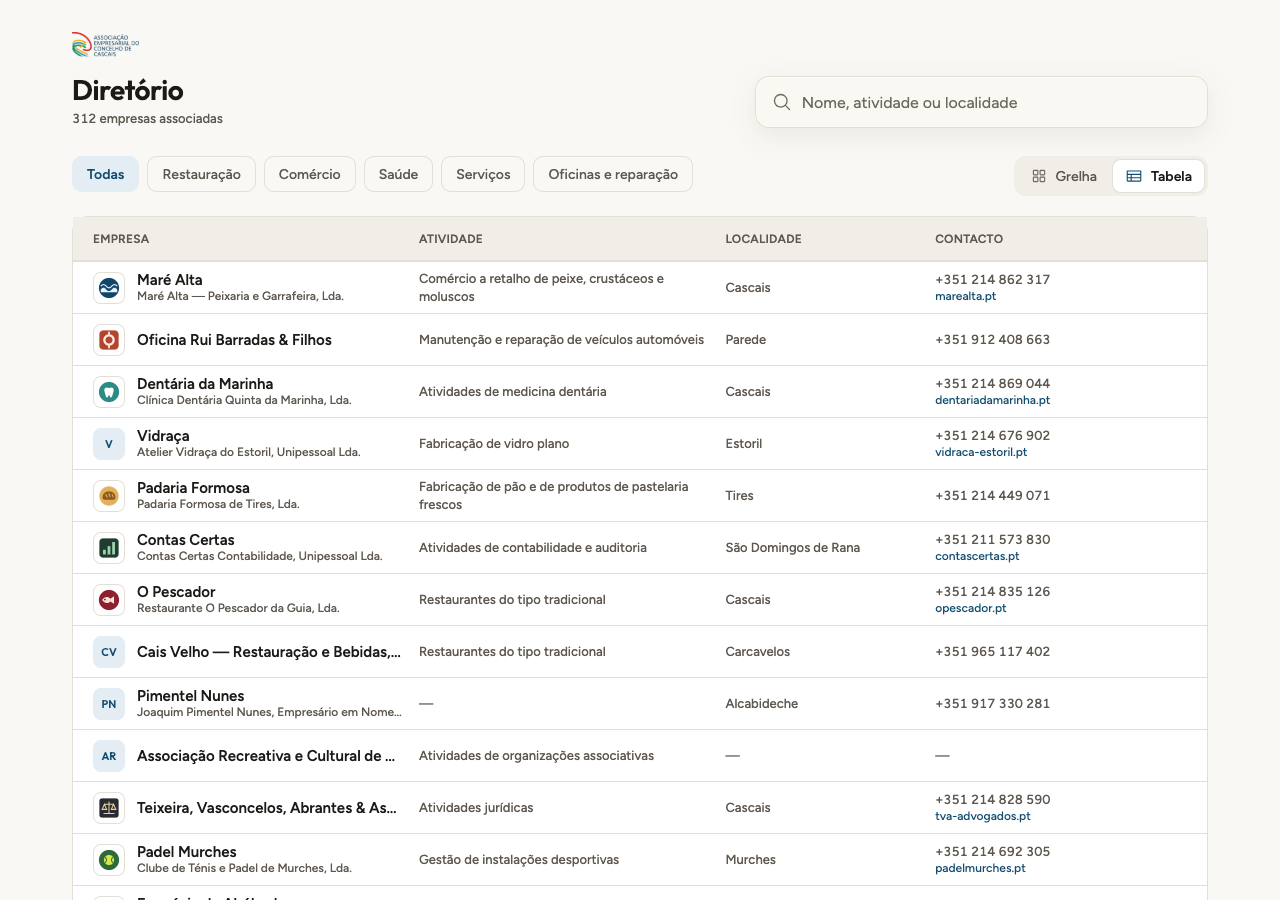 ASSOCIAÇÃO
EMPRESARIAL DO
CONCELHO DE
CASCAIS
Diretório
312 empresas associadas
Nome, atividade ou localidade
Todas
Restauração
Comércio
Saúde
Serviços
Oficinas e reparação
Grelha
Tabela
EMPRESA ATIVIDADE LOCALIDADE CONTACTO
Maré Alta
Maré Alta — Peixaria e Garrafeira, Lda.
Comércio a retalho de peixe, crustáceos e
moluscos
Cascais
+351 214 862 317
marealta.pt
Oficina Rui Barradas & Filhos
Manutenção e reparação de veículos automóveis
Parede
+351 912 408 663
Dentária da Marinha
Clínica Dentária Quinta da Marinha, Lda.
Atividades de medicina dentária
Cascais
+351 214 869 044
dentariadamarinha.pt
V
Vidraça
Atelier Vidraça do Estoril, Unipessoal Lda.
Fabricação de vidro plano
Estoril
+351 214 676 902
vidraca-estoril.pt
Padaria Formosa
Padaria Formosa de Tires, Lda.
Fabricação de pão e de produtos de pastelaria
frescos
Tires
+351 214 449 071
Contas Certas
Contas Certas Contabilidade, Unipessoal Lda.
Atividades de contabilidade e auditoria
São Domingos de Rana
+351 211 573 830
contascertas.pt
O Pescador
Restaurante O Pescador da Guia, Lda.
Restaurantes do tipo tradicional
Cascais
+351 214 835 126
opescador.pt
CV
Cais Velho — Restauração e Bebidas,...
Restaurantes do tipo tradicional
Carcavelos
+351 965 117 402
PN
Pimentel Nunes
Joaquim Pimentel Nunes, Empresário em Nome...
—
Alcabideche
+351 917 330 281
AR
Associação Recreativa e Cultural de ...
Atividades de organizações associativas
—
—
Teixeira, Vasconcelos, Abrantes & As...
Atividades jurídicas
Cascais
+351 214 828 590
tva-advogados.pt
Padel Murches
Clube de Ténis e Padel de Murches, Lda.
Gestão de instalações desportivas
Murches
+351 214 692 305
padelmurches.pt